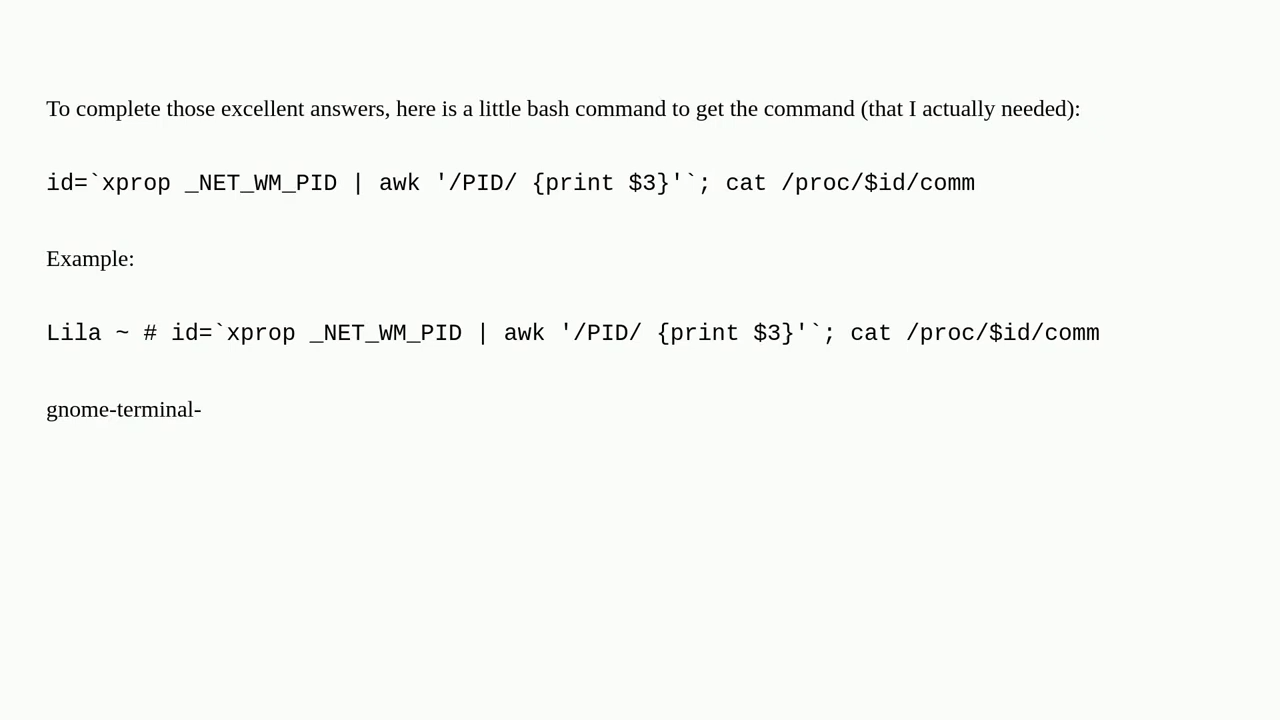 To complete those excellent answers, here is a little bash command to get the command (that I actually needed):
id=`xprop _NET_WM_PID | awk '/PID/ {print $3}'`; cat /proc/$id/comm
Example:
Lila ~ # id=`xprop _NET_WM_PID | awk '/PID/ {print $3}'`; cat /proc/$id/comm
gnome-terminal-